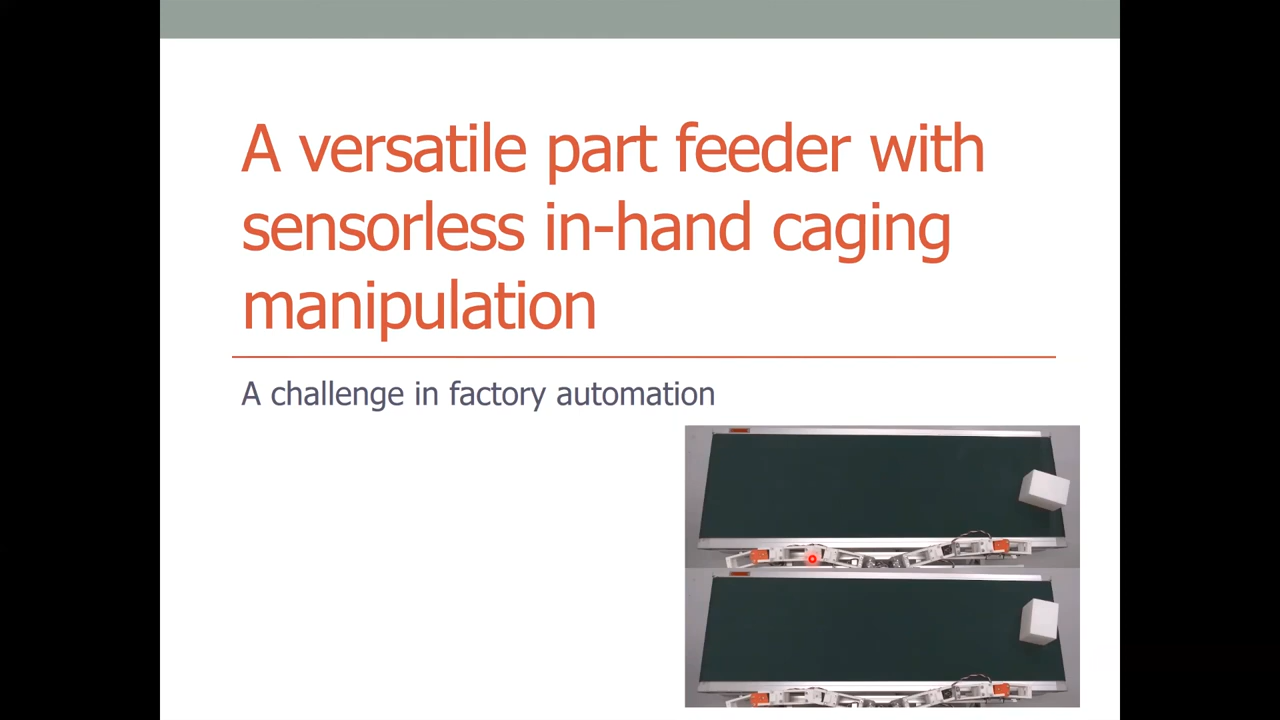 A versatile part feeder with
sensorless in-hand caging
manipulation
A challenge in factory automation